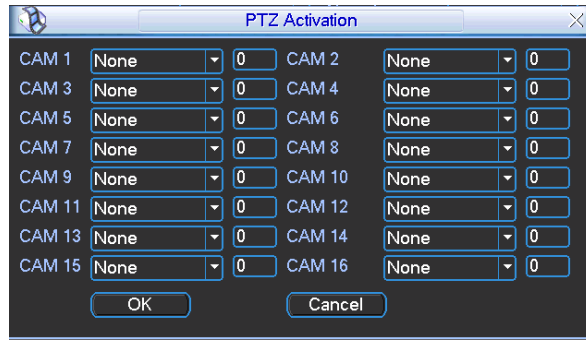 PTZ Activation
CAM 1 None 0 CAM 2 None 0
CAM 3 None 0 CAM 4 None 0
CAM 5 None 0 CAM 6 None 0
CAM 7 None 0 CAM 8 None 0
CAM 9 None 0 CAM 10 None 0
CAM 11 None 0 CAM 12 None 0
CAM 13 None 0 CAM 14 None 0
CAM 15 None 0 CAM 16 None 0
OK Cancel